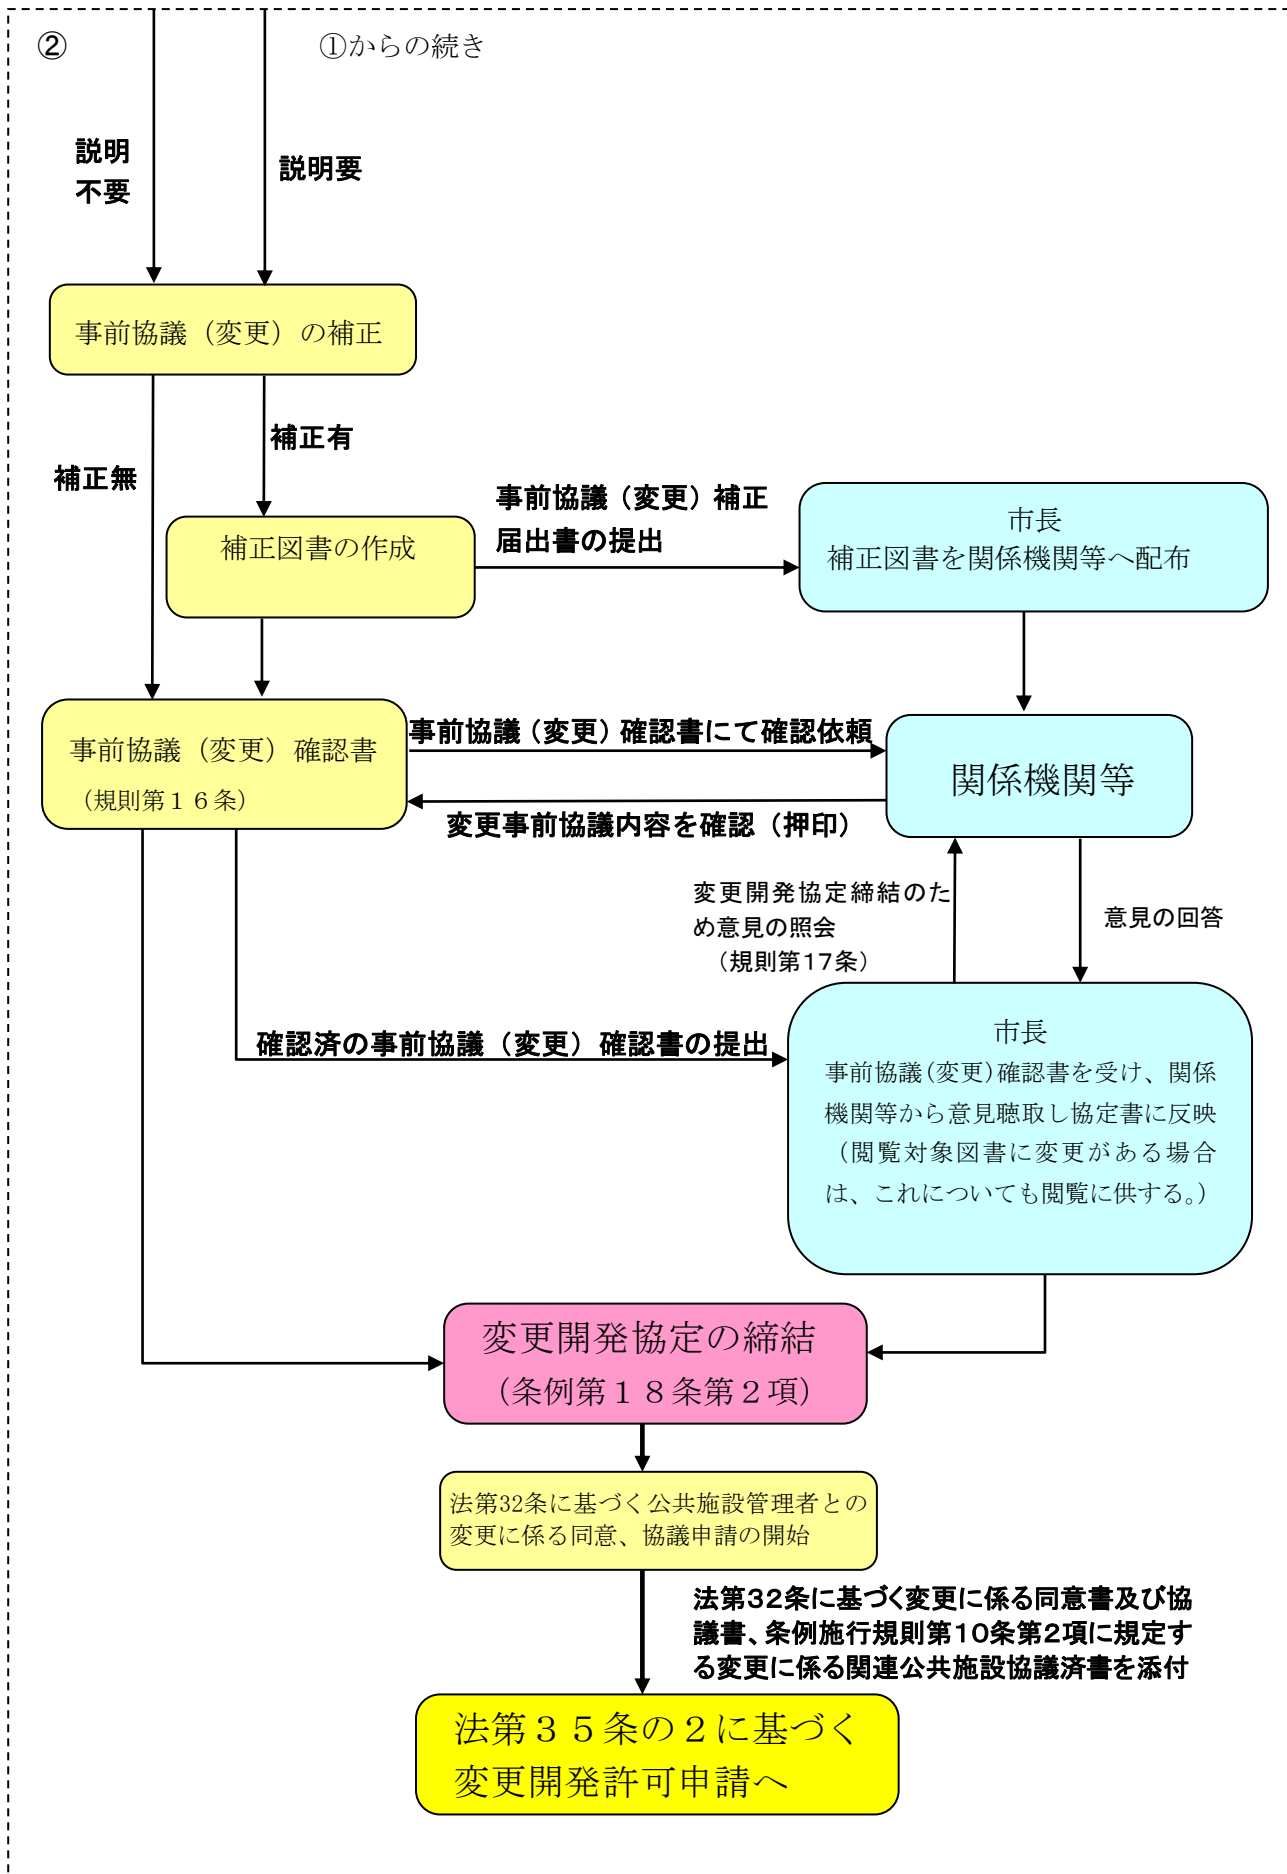 ②
①からの続き
説明
不要
説明要
事前協議（変更）の補正
補正有
補正無
事前協議（変更）補正
届出書の提出
補正図書の作成
市長
補正図書を関係機関等へ配布
事前協議（変更）確認書にて確認依頼
事前協議（変更）確認書
（規則第１６条）
関係機関等
変更事前協議内容を確認（押印）
変更開発協定締結のた
め意見の照会
（規則第17条）
意見の回答
確認済の事前協議（変更）確認書の提出
市長
事前協議(変更)確認書を受け、関係
機関等から意見聴取し協定書に反映
（閲覧対象図書に変更がある場合
は、これについても閲覧に供する。）
変更開発協定の締結
（条例第１８条第２項）
法第32条に基づく公共施設管理者との
変更に係る同意、協議申請の開始
法第32条に基づく変更に係る同意書及び協
議書、条例施行規則第10条第2項に規定す
る変更に係る関連公共施設協議済書を添付
法第３５条の２に基づく
変更開発許可申請へ